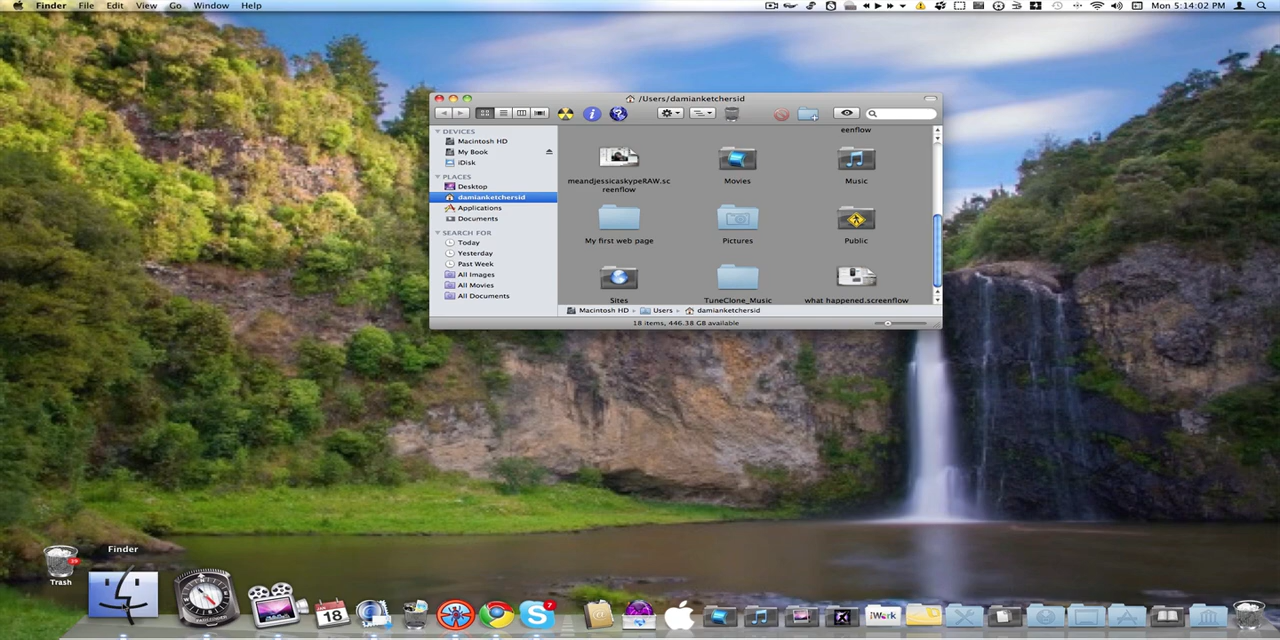 Finder File Edit View Go Window Help
Mon 5:14:02 PM
/Users/damianketchersid
DEVICES
Macintosh HD
My Book
iDisk
PLACES
Desktop
damianketchersid
Applications
Documents
SEARCH FOR
Today
Yesterday
Past Week
All Images
All Movies
All Documents
eenflow
meandjessicaskypeRAW.scr
eenflow
Movies
Music
My first web page
Pictures
Public
Sites
TuneClone_Music
what happened.screenflow
Macintosh HD
Users
damianketchersid
18 items, 446.38 GB available
Trash
Finder
18
7
iWork